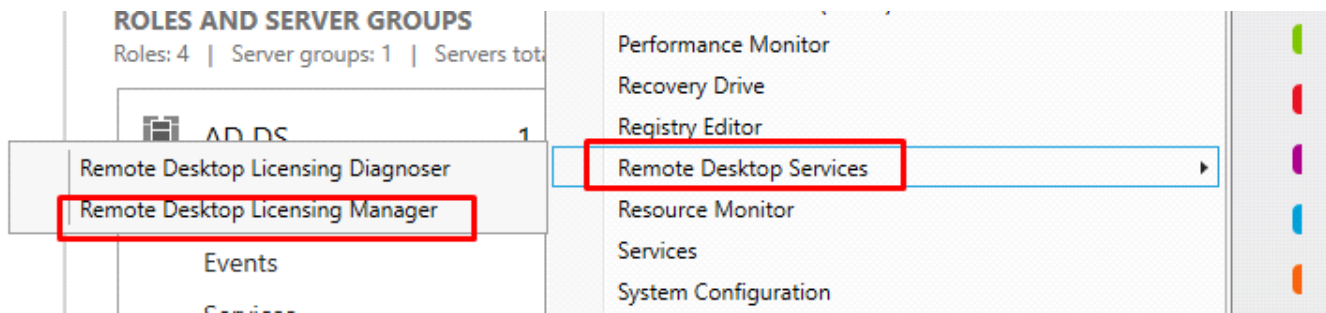 ROLES AND SERVER GROUPS
Roles: 4 | Server groups: 1 | Servers
AD DS 1
Remote Desktop Licensing Diagnoser
Remote Desktop Licensing Manager
Events
Performance Monitor
Recovery Drive
Registry Editor
Remote Desktop Services
Resource Monitor
Services
System Configuration